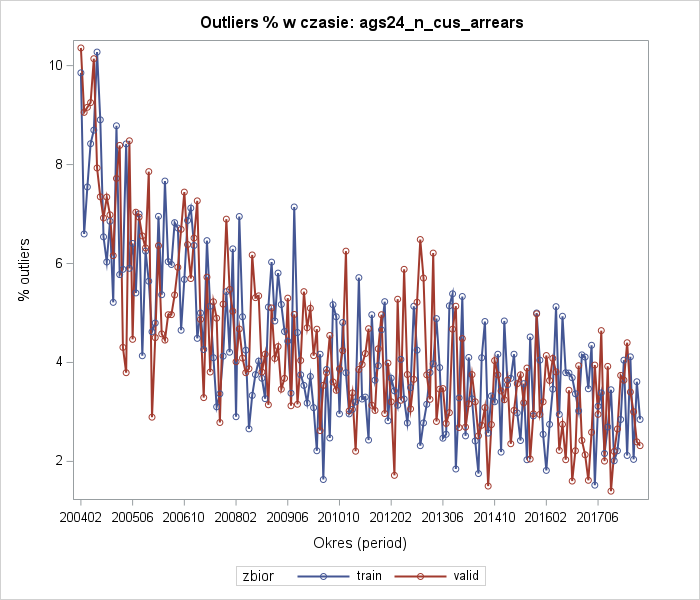 Outliers % w czasie: ags24_n_cus_arrears
% outliers
10
8
6
4
2
200402 200506 200610 200802 200906 201010 201202 201306 201410 201602 201706
Okres (period)
zbior train valid